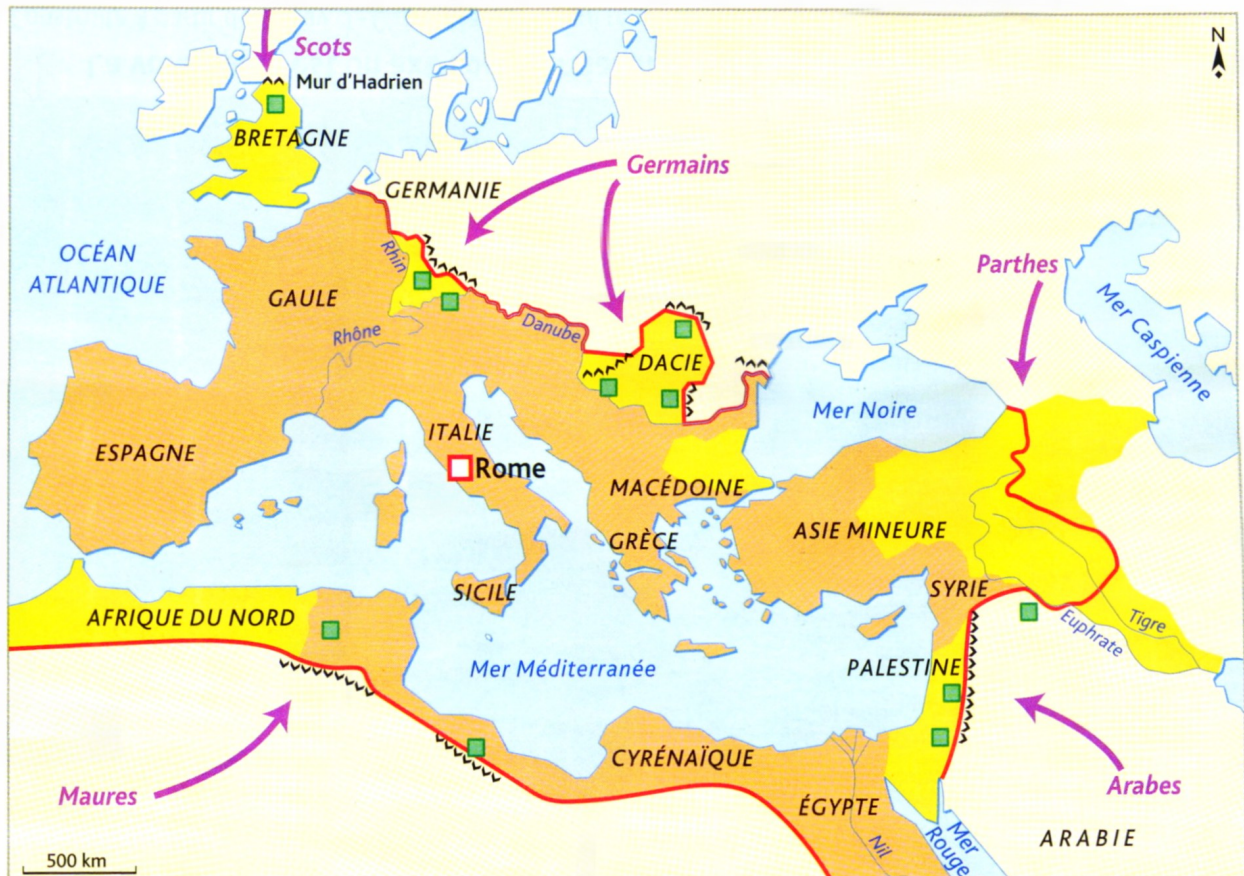 Scots
N
Mur d'Hadrien
BRETAGNE
Germains
GERMANIE
OCÉAN
ATLANTIQUE
Rhin
Parthes
GAULE
Mer Caspienne
Rhône
Danube
DACIE
Mer Noire
ITALIE
ESPAGNE
Rome
MACÉDOINE
ASIE MINEURE
GRÈCE
SICILE
SYRIE
AFRIQUE DU NORD
Tigre
Euphrate
Mer Méditerranée
PALESTINE
CYRÉNAÏQUE
Maures
Arabes
ÉGYPTE
Mer
Rouge
ARABIE
Nil
500 km